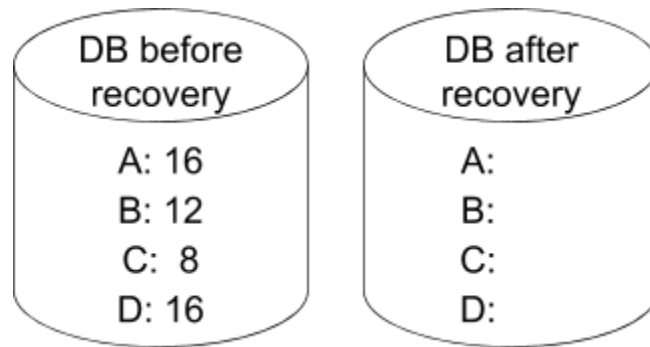 DB before
recovery
A: 16
B: 12
C: 8
D: 16
DB after
recovery
A:
B:
C:
D: